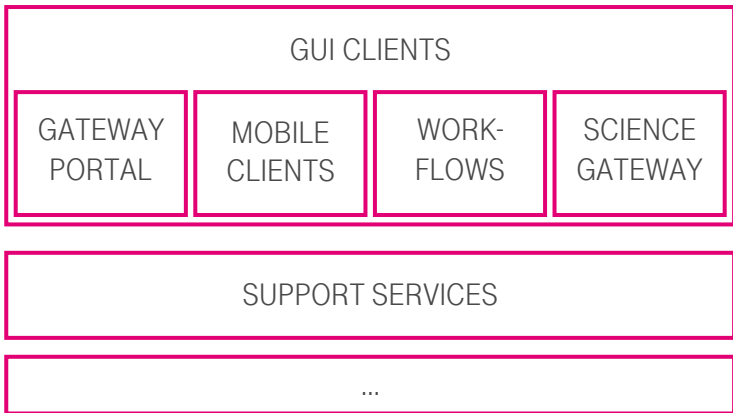 GUI CLIENTS
GATEWAY
PORTAL
MOBILE
CLIENTS
WORK-
FLOWS
SCIENCE
GATEWAY
SUPPORT SERVICES
...